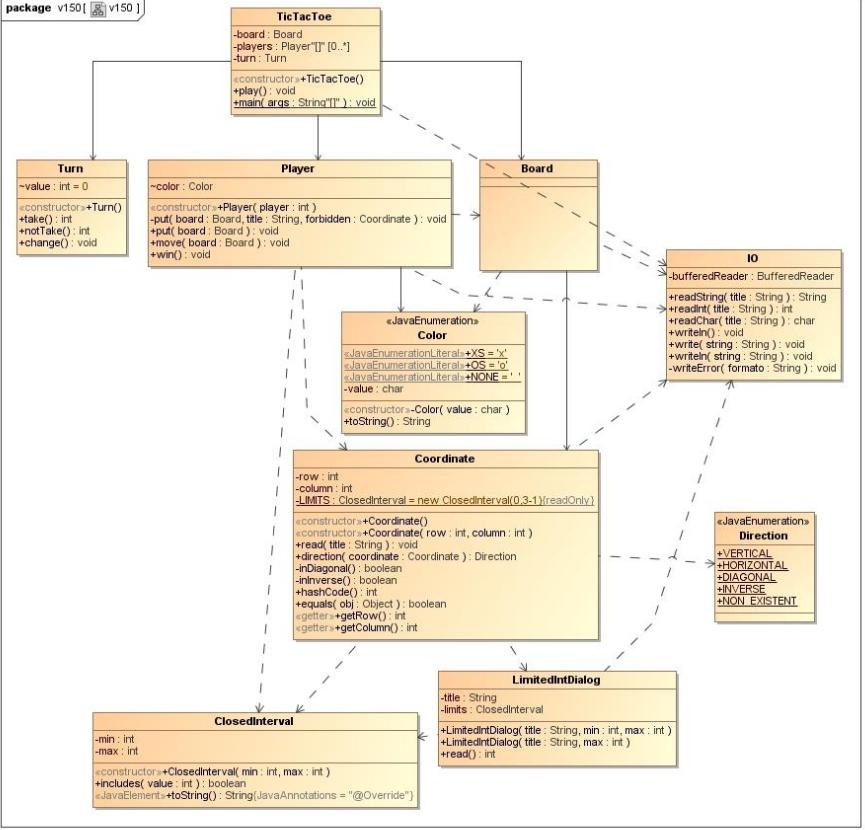 package v150[ v150 ]
TicTacToe
-board : Board
-players : Player"[]" [0..*]
-turn : Turn
«constructor»+TicTacToe()
+play() : void
+main( args : String"[]" ) : void
Turn
~value : int = 0
«constructor»+Turn()
+take() : int
+notTake() : int
+change() : void
Player
~color : Color
«constructor»+Player( player : int )
-put( board : Board, title : String, forbidden : Coordinate ) : void
+put( board : Board ) : void
+move( board : Board ) : void
+win() : void
Board
IO
-bufferedReader : BufferedReader
+readString( title : String ) : String
+readInt( title : String ) : int
+readChar( title : String ) : char
+writeln() : void
+write( string : String ) : void
+writeln( string : String ) : void
-writeError( formato : String ) : void
«JavaEnumeration»
Color
«JavaEnumerationLiteral»+XS = 'x'
«JavaEnumerationLiteral»+OS = 'o'
«JavaEnumerationLiteral»+NONE = ' '
-value : char
«constructor»-Color( value : char )
+toString() : String
Coordinate
-row : int
-column : int
-LIMITS : ClosedInterval = new ClosedInterval(0,3-1){readOnly}
«constructor»+Coordinate()
«constructor»+Coordinate( row : int, column : int )
+read( title : String ) : void
+direction( coordinate : Coordinate ) : Direction
-inDiagonal() : boolean
-inInverse() : boolean
+hashCode() : int
+equals( obj : Object ) : boolean
«getter»+getRow() : int
«getter»+getColumn() : int
«JavaEnumeration»
Direction
+VERTICAL
+HORIZONTAL
+DIAGONAL
+INVERSE
+NON_EXISTENT
LimitedIntDialog
-title : String
-limits : ClosedInterval
+LimitedIntDialog( title : String, min : int, max : int )
+LimitedIntDialog( title : String, max : int )
+read() : int
ClosedInterval
-min : int
-max : int
«constructor»+ClosedInterval( min : int, max : int )
+includes( value : int ) : boolean
«JavaElement»+toString() : String{JavaAnnotations = "@Override"}